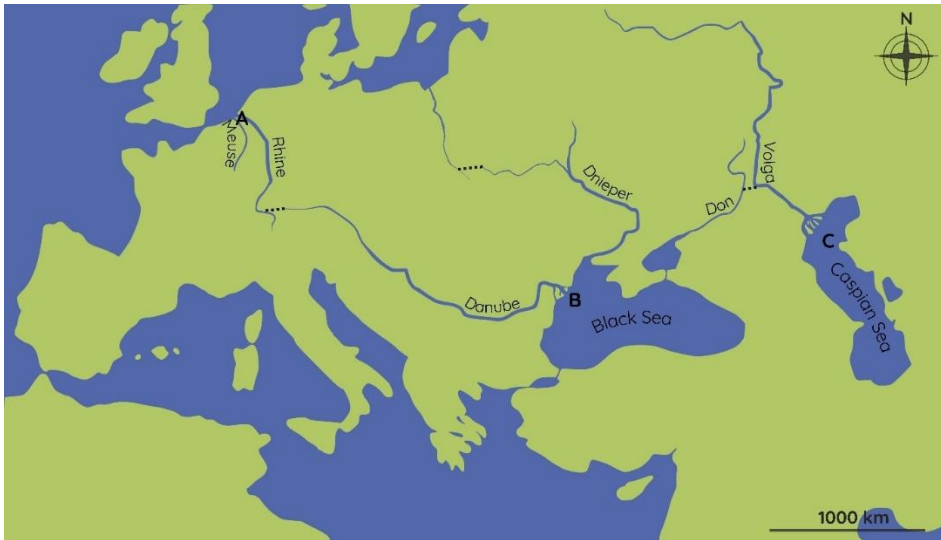 N
A
Meuse
Rhine
Volga
Dnieper
Don
C
Caspian Sea
B
Danube
Black Sea
1000 km